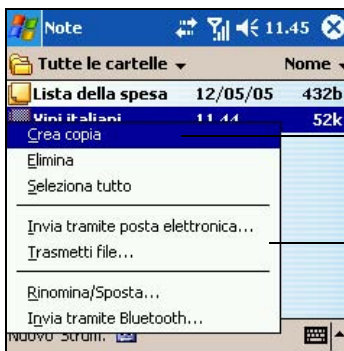 Note 11.45
Tutte le cartelle Nome
Lista della spesa 12/05/05 432b
Vini italiani 11.44 52k
Crea copia
Elimina
Seleziona tutto
Invia tramite posta elettronica...
Trasmetti file...
Rinomina/Sposta...
Invia tramite Bluetooth...
Nuovo Strum.